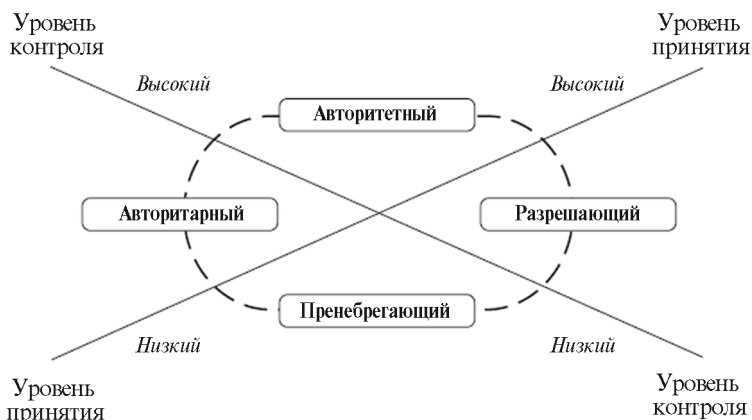 Уровень
контроля
Уровень
принятия
Высокий
Высокий
Авторитетный
Авторитарный
Разрешающий
Пренебрегающий
Низкий
Низкий
Уровень
принятия
Уровень
контроля